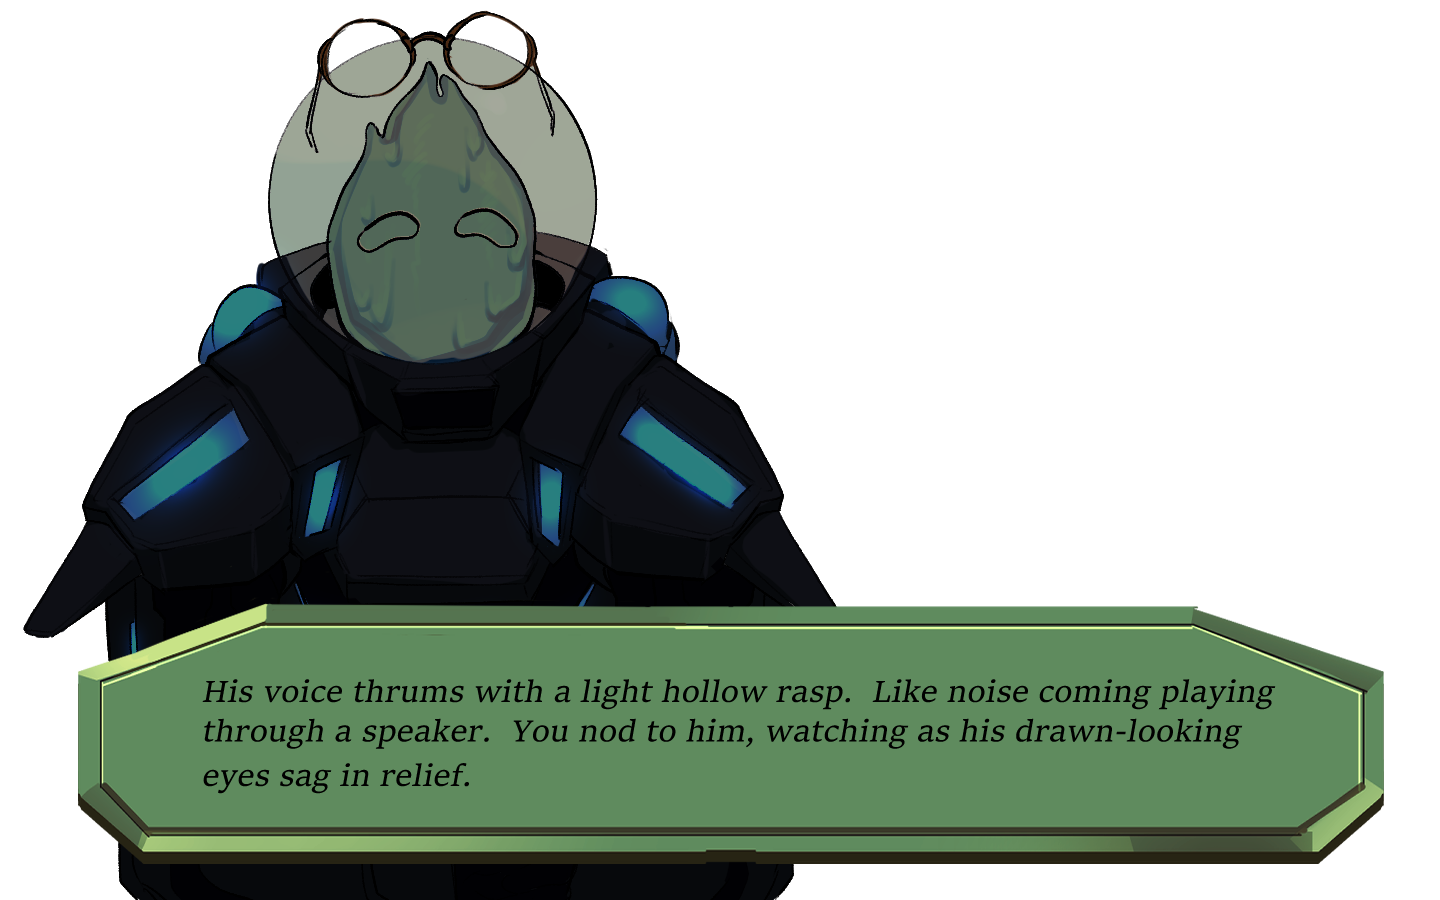 His voice thrums with a light hollow rasp.  Like noise coming playing
through a speaker.  You nod to him, watching as his drawn-looking
eyes sag in relief.